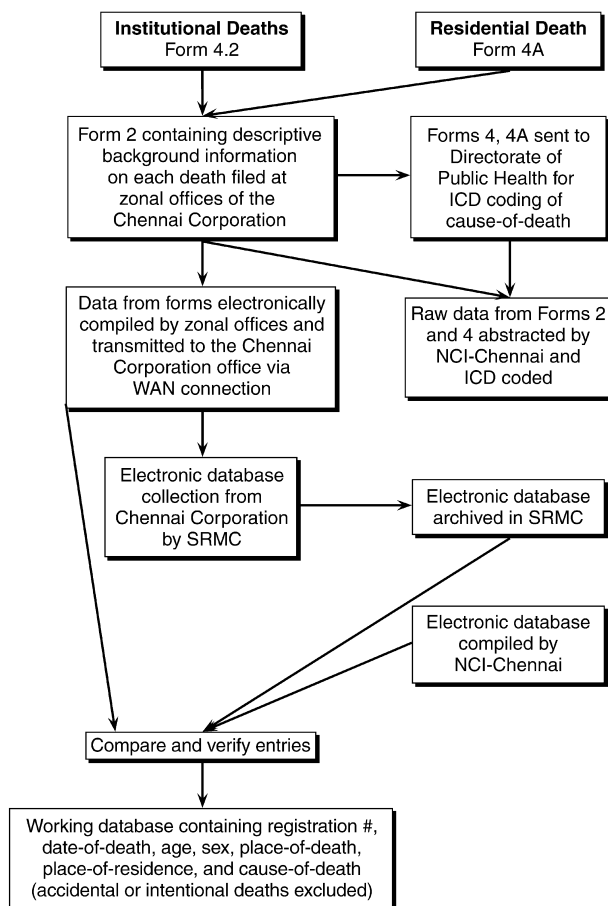 Institutional Deaths
Form 4.2
Residential Death
Form 4A
Form 2 containing descriptive
background information
on each death filed at
zonal offices of the
Chennai Corporation
Forms 4, 4A sent to
Directorate of
Public Health for
ICD coding of
cause-of-death
Data from forms electronically
compiled by zonal offices and
transmitted to the Chennai
Corporation office via
WAN connection
Raw data from Forms 2
and 4 abstracted by
NCI-Chennai and
ICD coded
Electronic database
collection from
Chennai Corporation
by SRMC
Electronic database
archived in SRMC
Electronic database
compiled by
NCI-Chennai
Compare and verify entries
Working database containing registration #,
date-of-death, age, sex, place-of-death,
place-of-residence, and cause-of-death
(accidental or intentional deaths excluded)